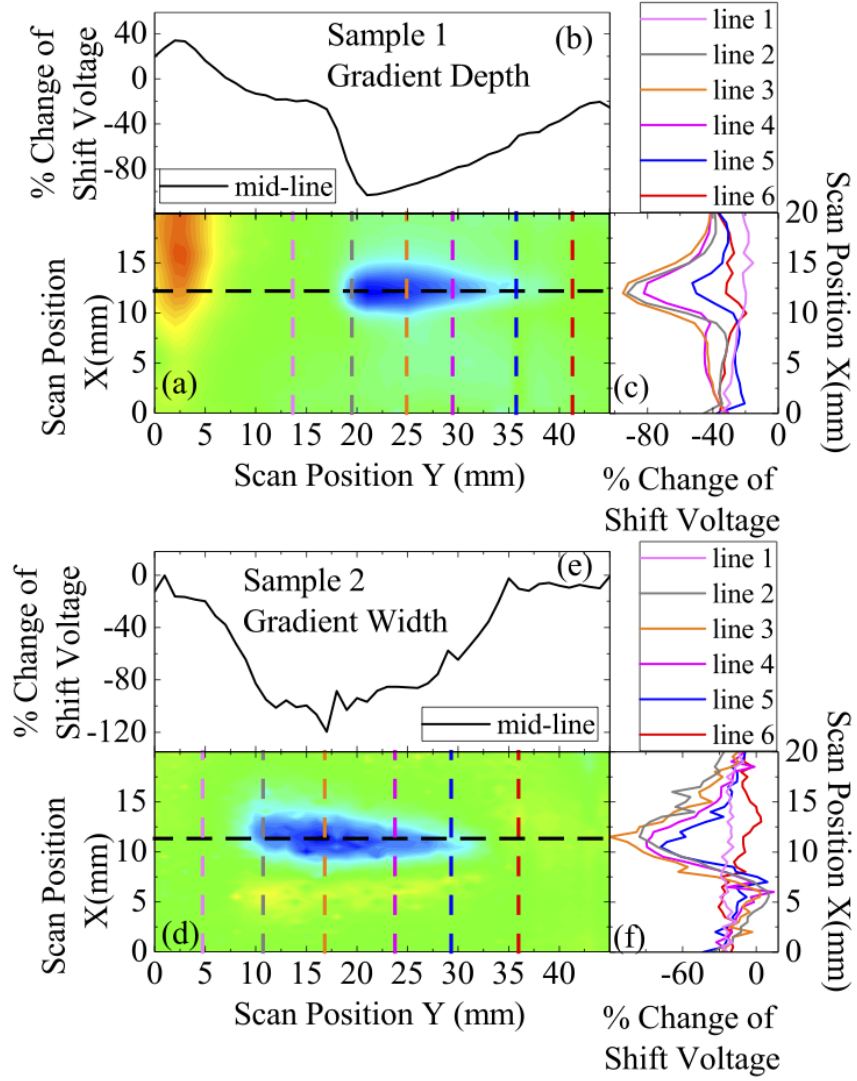 % Change of
Shift Voltage
40
0
-40
-80
Sample 1
Gradient Depth
(b)
mid-line
line 1
line 2
line 3
line 4
line 5
line 6
Scan Position
X(mm)
15
10
5
0
(a)
0 5 10 15 20 25 30 35 40
Scan Position Y (mm)
(c)
20
15
10
5
0
Scan Position X(mm)
-80 -40 0
% Change of
Shift Voltage
% Change of
Shift Voltage
0
-40
-80
-120
Sample 2
Gradient Width
(e)
mid-line
line 1
line 2
line 3
line 4
line 5
line 6
Scan Position
X(mm)
15
10
5
0
(d)
0 5 10 15 20 25 30 35 40
Scan Position Y (mm)
(f)
20
15
10
5
0
Scan Position X(mm)
-60 0
% Change of
Shift Voltage